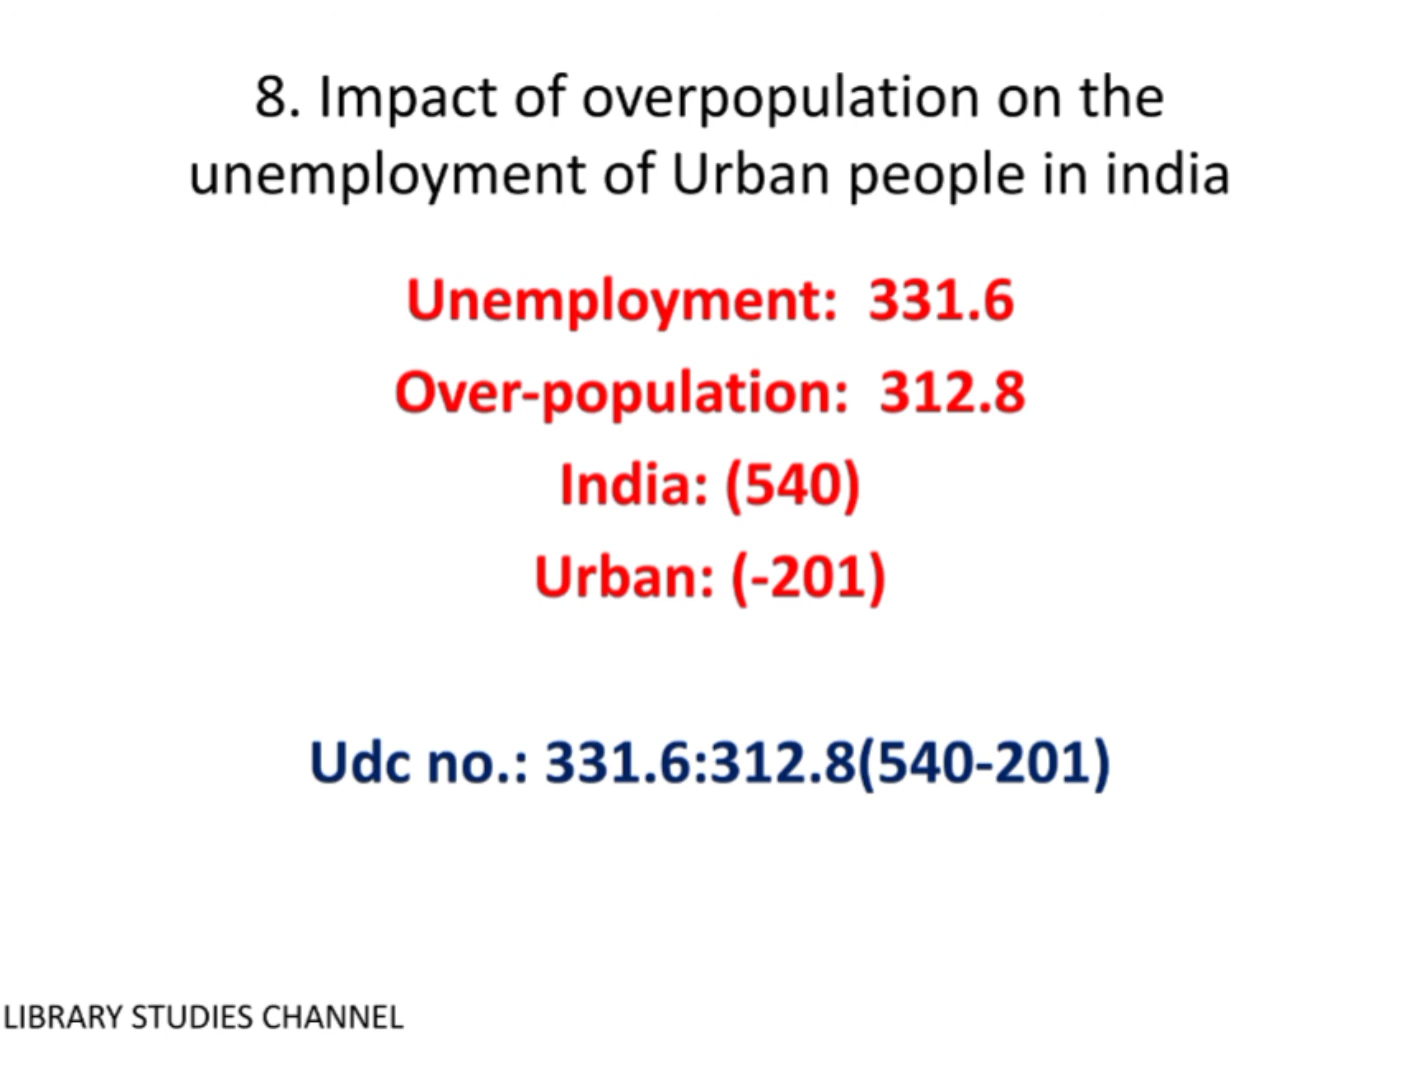 8. Impact of overpopulation on the
unemployment of Urban people in india
Unemployment: 331.6
Over-population: 312.8
India: (540)
Urban: (-201)
Udc no.: 331.6:312.8(540-201)
LIBRARY STUDIES CHANNEL